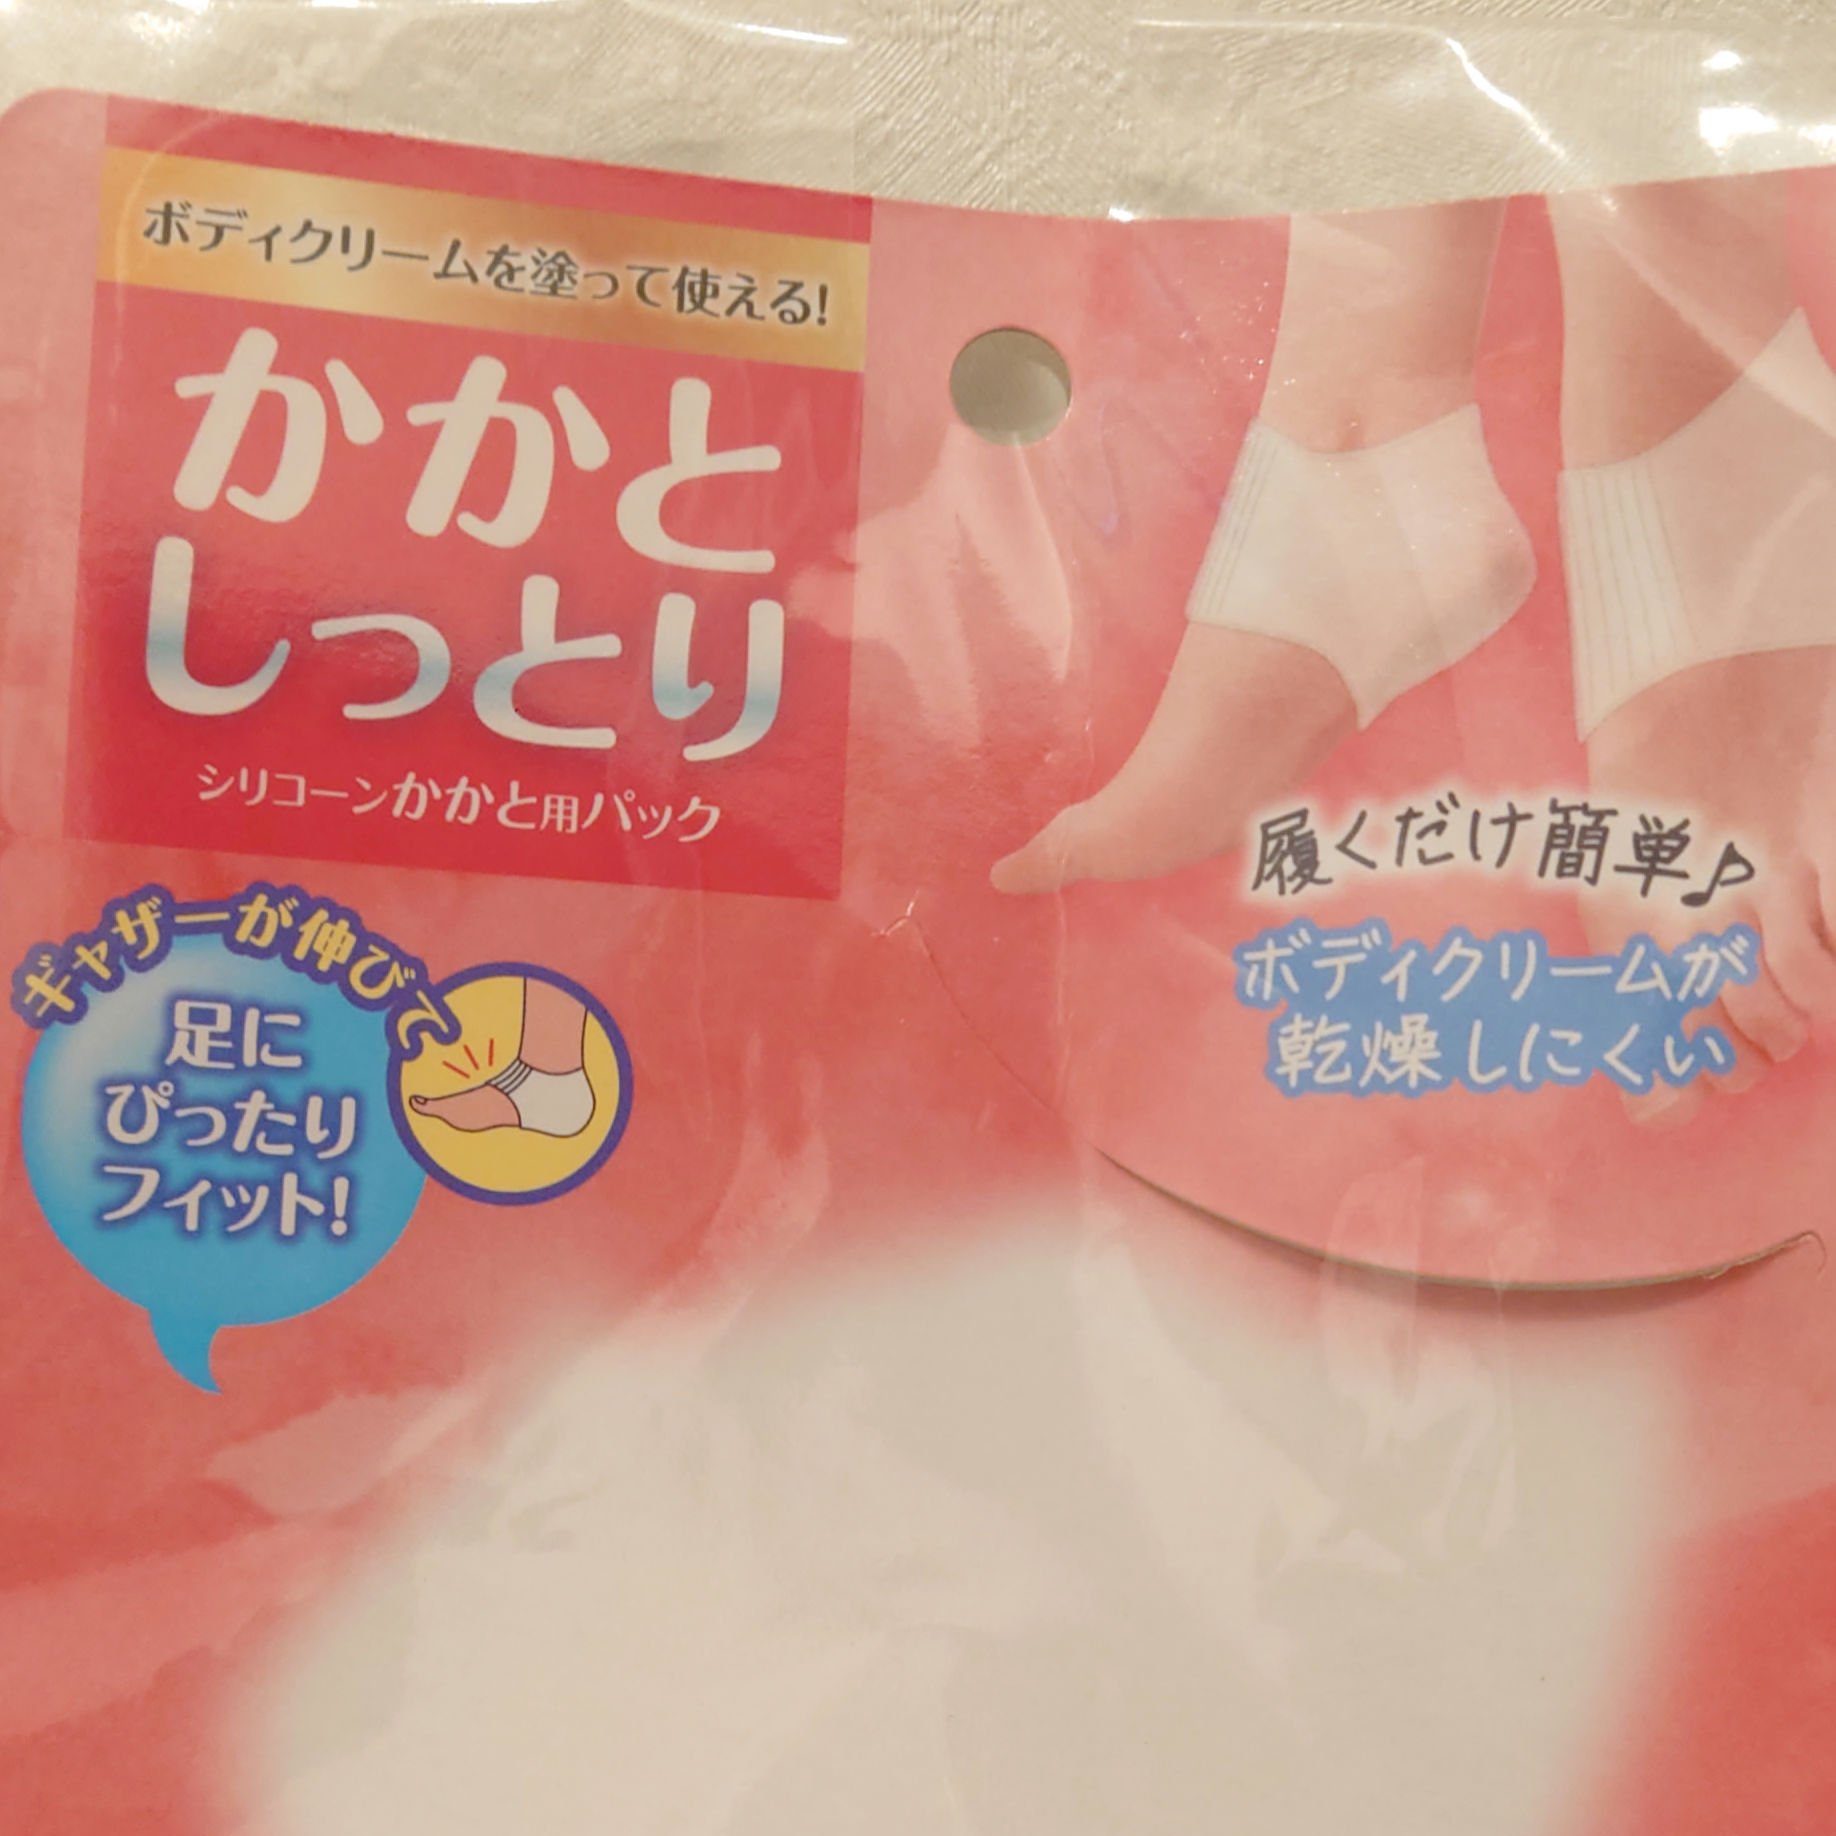 ボディクリームを塗って使える!
かかと
しっとり
シリコーンかかと用パック
ギャザーが伸びて
足に
ぴったり
フィット!
履くだけ簡単♪
ボディクリームが
乾燥しにくい